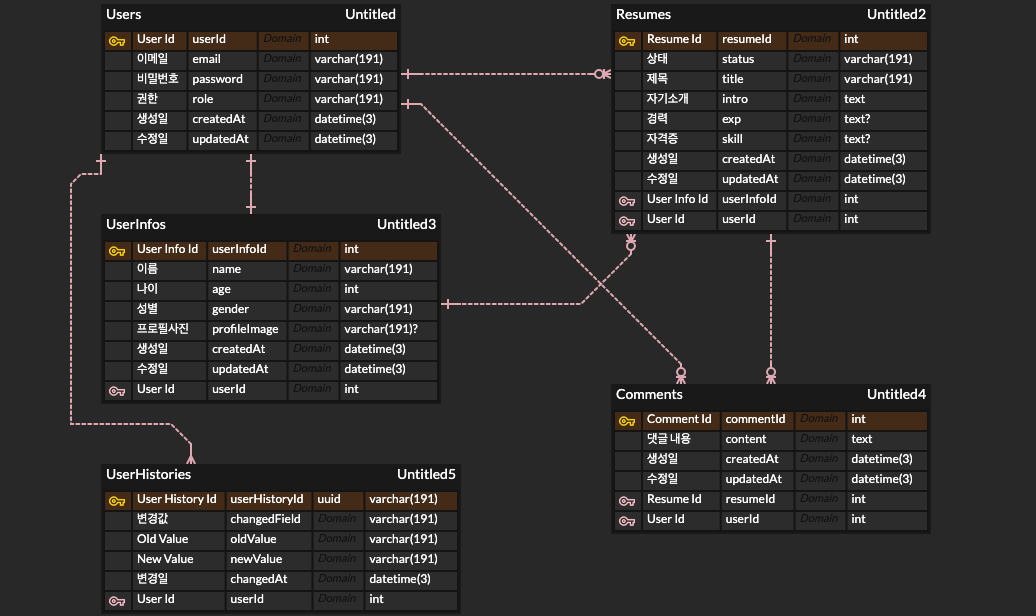 Users Untitled
User Id userId Domain int
이메일 email Domain varchar(191)
비밀번호 password Domain varchar(191)
권한 role Domain varchar(191)
생성일 createdAt Domain datetime(3)
수정일 updatedAt Domain datetime(3)
Resumes Untitled2
Resume Id resumeId Domain int
상태 status Domain varchar(191)
제목 title Domain varchar(191)
자기소개 intro Domain text
경력 exp Domain text?
자격증 skill Domain text?
생성일 createdAt Domain datetime(3)
수정일 updatedAt Domain datetime(3)
User Info Id userInfoId Domain int
User Id userId Domain int
UserInfos Untitled3
User Info Id userInfoId Domain int
이름 name Domain varchar(191)
나이 age Domain int
성별 gender Domain varchar(191)
프로필사진 profileImage Domain varchar(191)?
생성일 createdAt Domain datetime(3)
수정일 updatedAt Domain datetime(3)
User Id userId Domain int
Comments Untitled4
Comment Id commentId Domain int
댓글 내용 content Domain text
생성일 createdAt Domain datetime(3)
수정일 updatedAt Domain datetime(3)
Resume Id resumeId Domain int
User Id userId Domain int
UserHistories Untitled5
User History Id userHistoryId uuid varchar(191)
변경값 changedField Domain varchar(191)
Old Value oldValue Domain varchar(191)
New Value newValue Domain varchar(191)
변경일 changedAt Domain datetime(3)
User Id userId Domain int